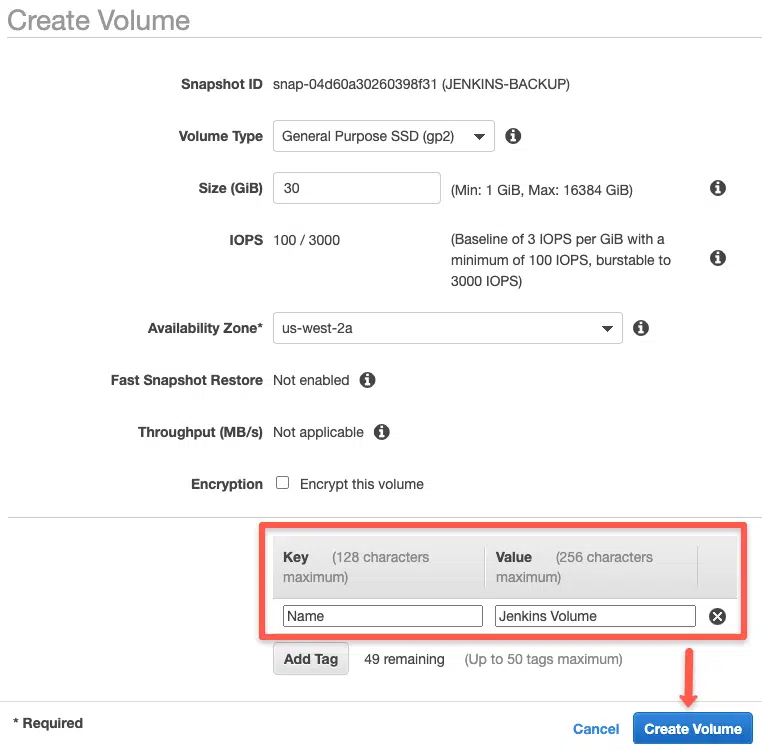 Create Volume
Snapshot ID snap-04d60a30260398f31 (JENKINS-BACKUP)
Volume Type General Purpose SSD (gp2)
Size (GiB) 30 (Min: 1 GiB, Max: 16384 GiB)
IOPS 100 / 3000 (Baseline of 3 IOPS per GiB with a
minimum of 100 IOPS, burstable to
3000 IOPS)
Availability Zone* us-west-2a
Fast Snapshot Restore Not enabled
Throughput (MB/s) Not applicable
Encryption Encrypt this volume
Key (128 characters maximum) Value (256 characters maximum)
Name Jenkins Volume
Add Tag 49 remaining (Up to 50 tags maximum)
* Required Cancel Create Volume